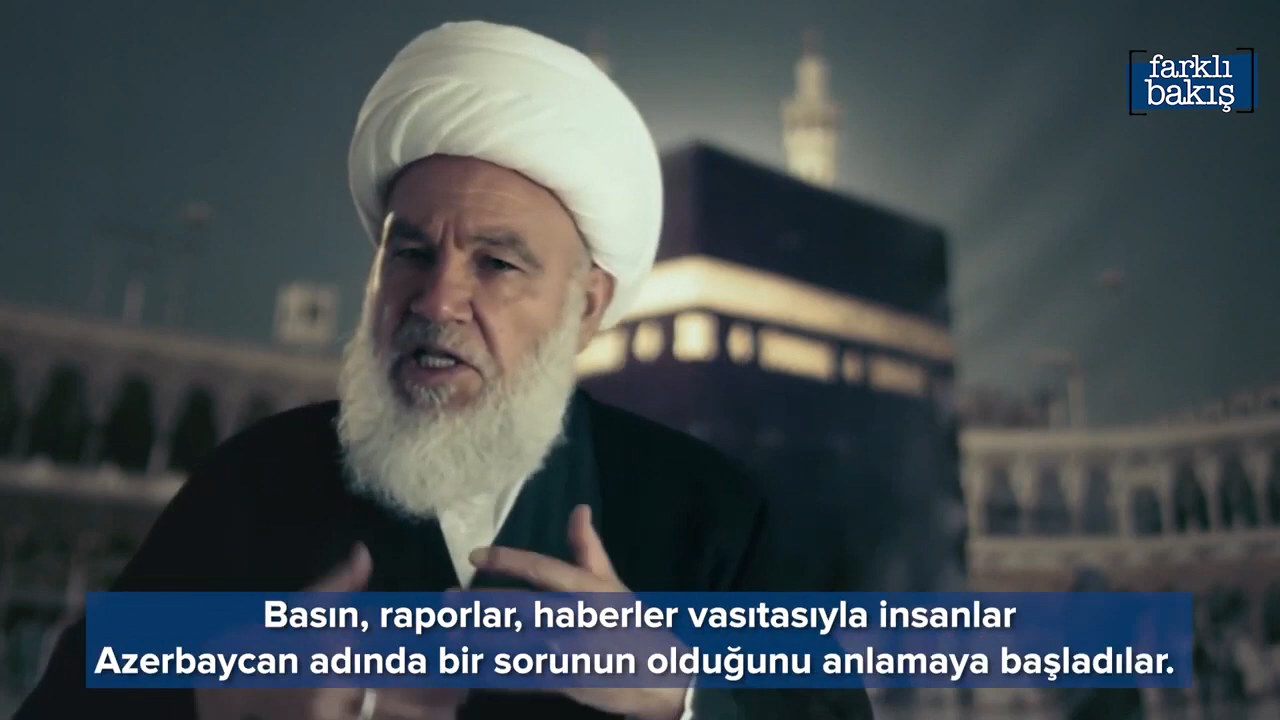 farklı
bakış
Basın, raporlar, haberler vasıtasıyla insanlar
Azerbaycan adında bir sorunun olduğunu anlamaya başladılar.